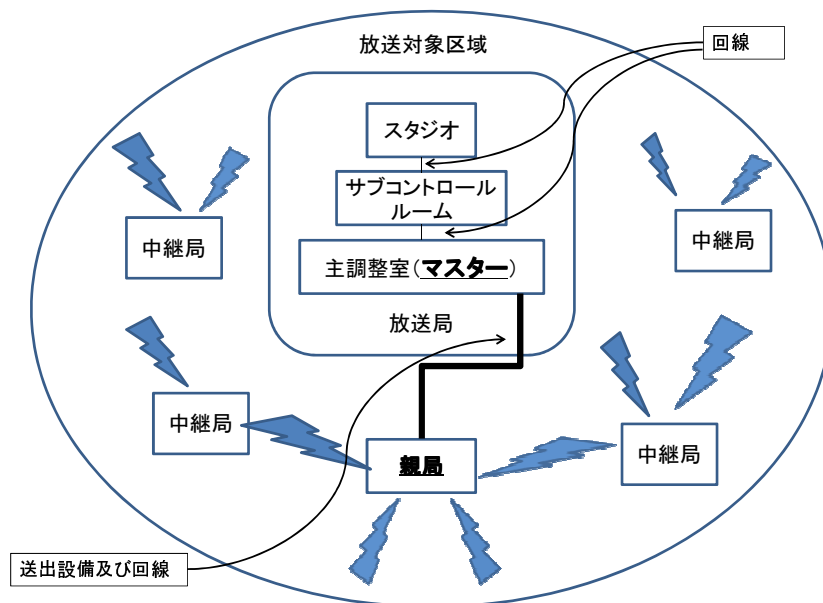 放送対象区域
回線
スタジオ
サブコントロール
ルーム
中継局
中継局
主調整室(マスター)
放送局
中継局
中継局
親局
送出設備及び回線